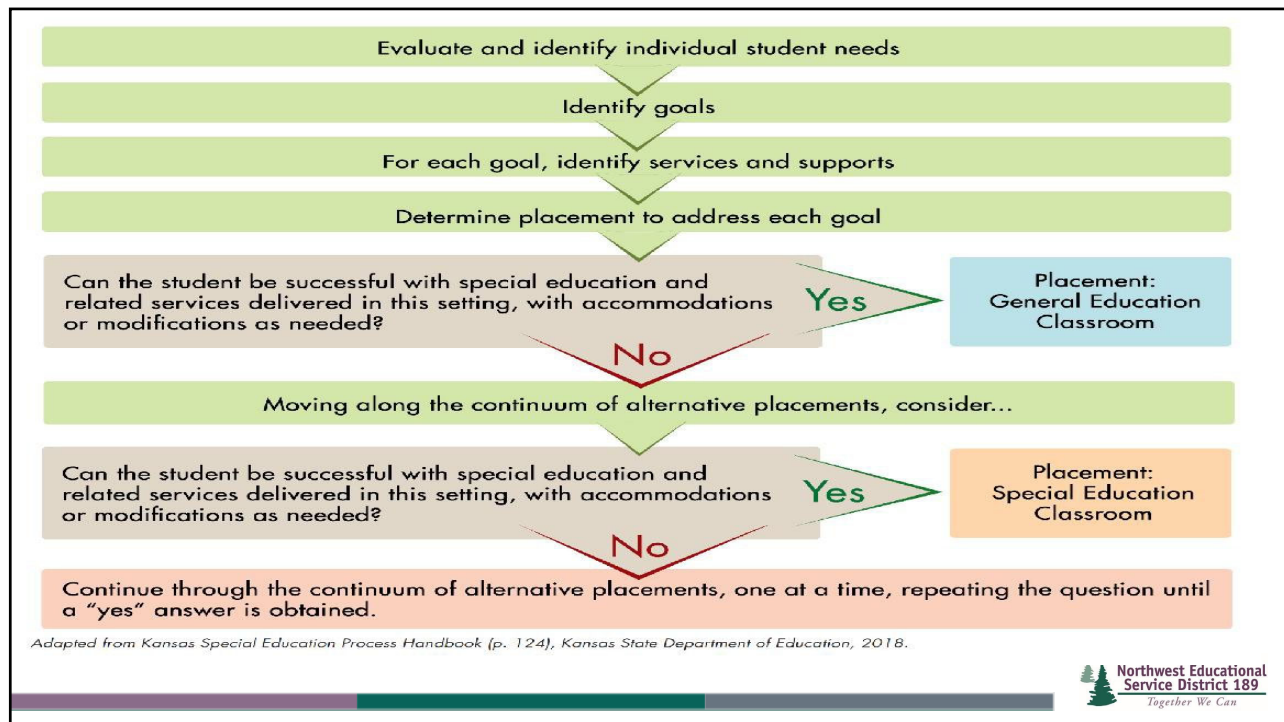 Evaluate and identify individual student needs
Identify goals
For each goal, identify services and supports
Determine placement to address each goal
Can the student be successful with special education and
related services delivered in this setting, with accommodations
or modifications as needed?
Yes
Placement:
General Education
Classroom
No
Moving along the continuum of alternative placements, consider...
Can the student be successful with special education and
related services delivered in this setting, with accommodations
or modifications as needed?
Yes
Placement:
Special Education
Classroom
No
Continue through the continuum of alternative placements, one at a time, repeating the question until
a “yes” answer is obtained.
Adapted from Kansas Special Education Process Handbook (p. 124), Kansas State Department of Education, 2018.
Northwest Educational
Service District 189
Together We Can